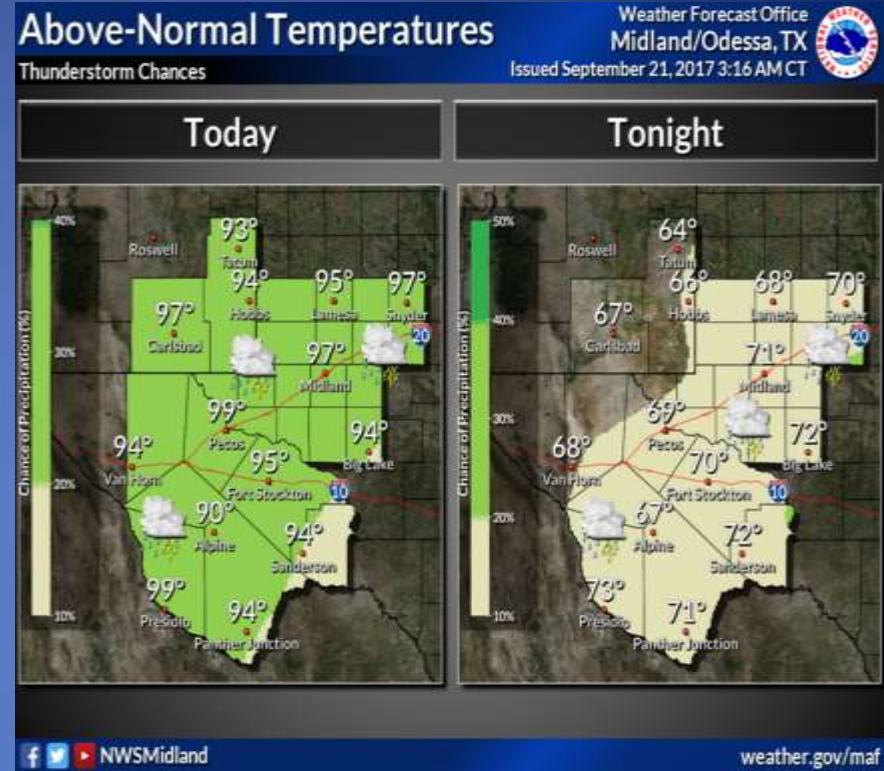 Above-Normal Temperatures
Thunderstorm Chances
Weather Forecast Office
Midland/Odessa, TX
Issued September 21, 2017 3:16 AM CT
NATIONAL WEATHER SERVICE
Today
Chance of Precipitation (%)
40%
30%
20%
10%
Roswell
93°
Tatum
94°
Hobbs
95°
Lamesa
97°
Snyder
97°
Carlsbad
20
97°
Midland
99°
Pecos
94°
Van Horn
94°
Big Lake
95°
Fort Stockton
10
90°
Alpine
94°
Sanderson
99°
Presidio
94°
Panther Junction
Tonight
Chance of Precipitation (%)
50%
40%
30%
20%
10%
Roswell
64°
Tatum
66°
Hobbs
68°
Lamesa
70°
Snyder
67°
Carlsbad
20
71°
Midland
69°
Pecos
68°
Van Horn
72°
Big Lake
70°
Fort Stockton
10
67°
Alpine
72°
Sanderson
73°
Presidio
71°
Panther Junction
NWSMidland
weather.gov/maf